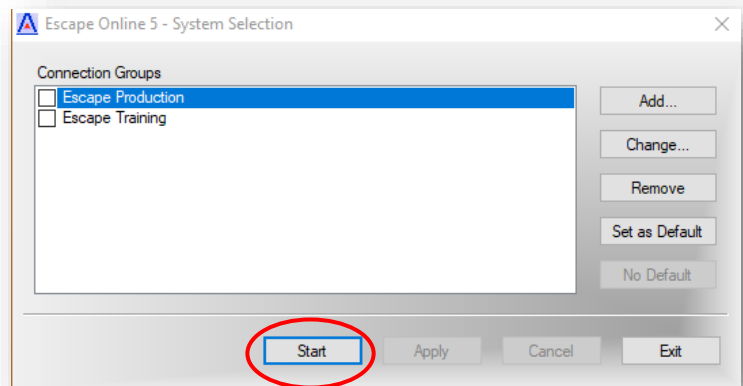 Escape Online 5 - System Selection
Connection Groups
Escape Production
Escape Training
Add...
Change...
Remove
Set as Default
No Default
Start Apply Cancel Exit